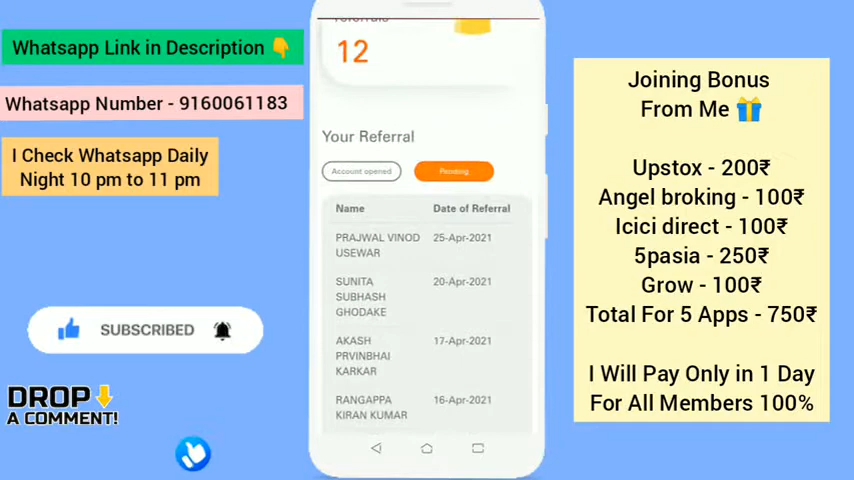 Whatsapp Link in Description 👇
Whatsapp Number - 9160061183
I Check Whatsapp Daily
Night 10 pm to 11 pm
SUBSCRIBED
DROP
A COMMENT!
Referrals
12
Your Referral
Account opened
Pending
Name Date of Referral
PRAJWAL VINOD 25-Apr-2021
USEWAR
SUNITA 20-Apr-2021
SUBHASH
GHODAKE
AKASH 17-Apr-2021
PRVINBHAI
KARKAR
RANGAPPA 16-Apr-2021
KIRAN KUMAR
Joining Bonus
From Me 🎁
Upstox - 200₹
Angel broking - 100₹
Icici direct - 100₹
5pasia - 250₹
Grow - 100₹
Total For 5 Apps - 750₹
I Will Pay Only in 1 Day
For All Members 100%